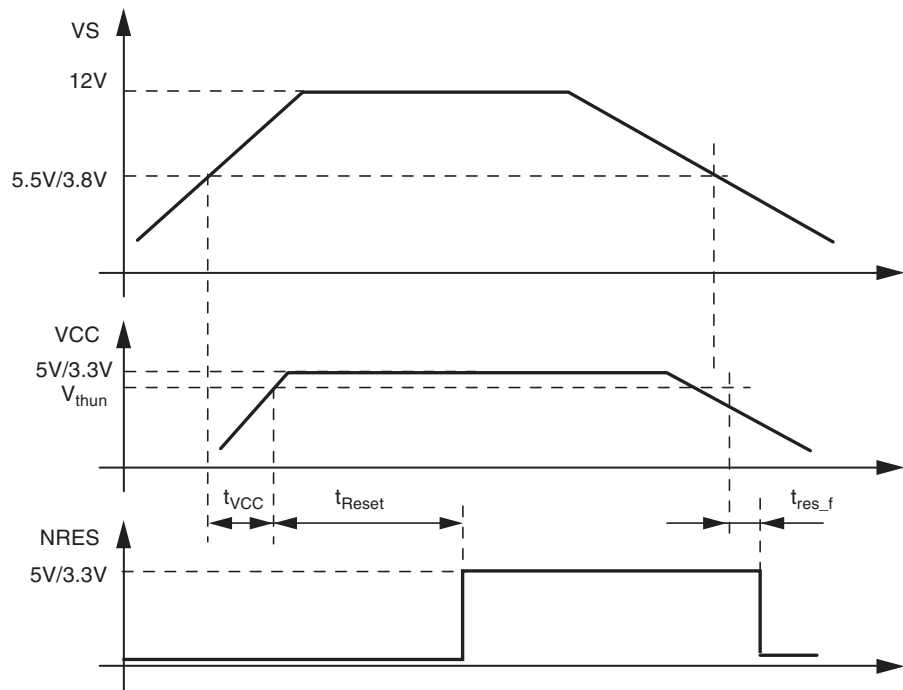 VS
12V
5.5V/3.8V
VCC
5V/3.3V
Vthun
tVCC
tReset
tres_f
NRES
5V/3.3V